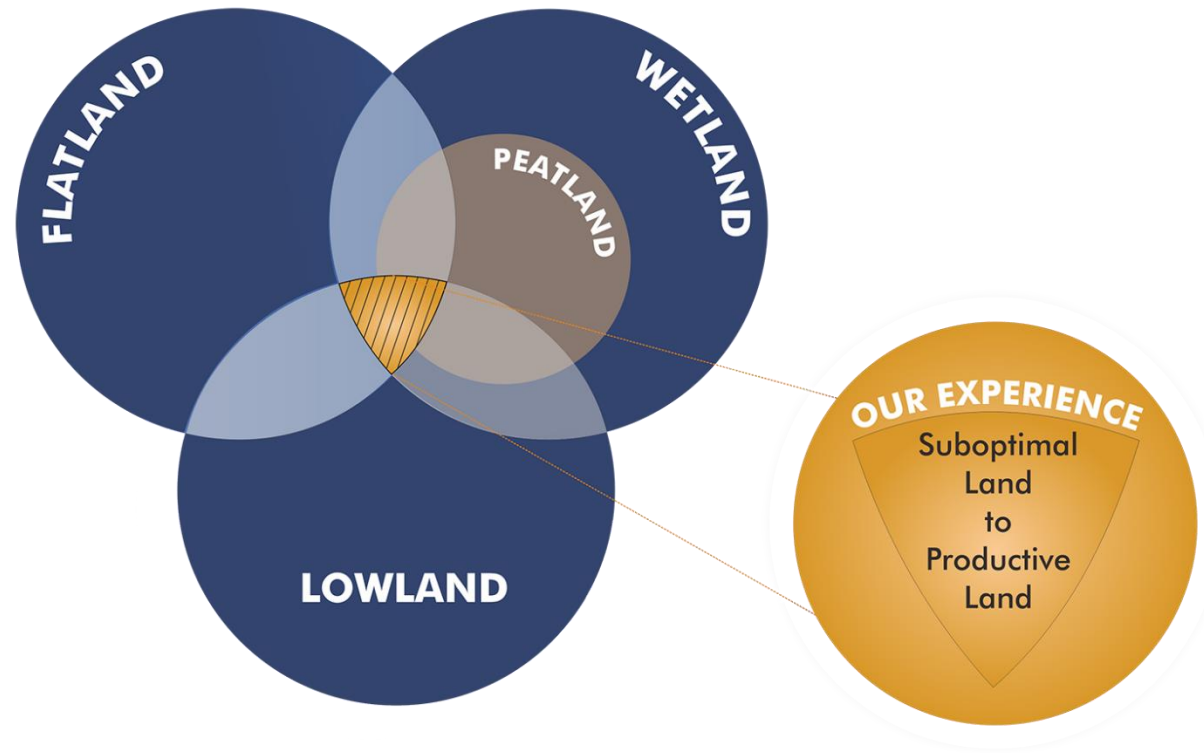 FLATLAND
WETLAND
PEATLAND
LOWLAND
OUR EXPERIENCE
Suboptimal
Land
to
Productive
Land